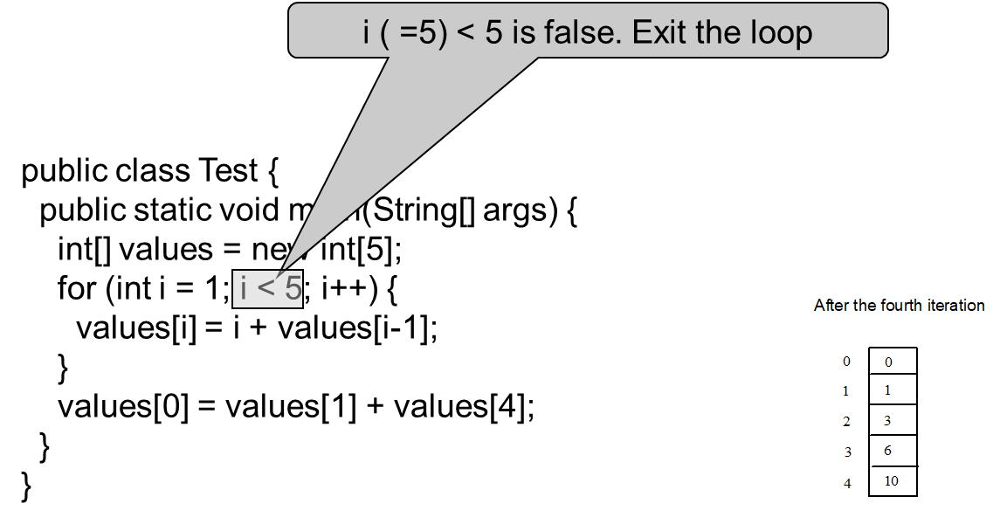 i ( =5) < 5 is false. Exit the loop
public class Test {
public static void main(String[] args) {
int[] values = new int[5];
for (int i = 1; i < 5; i++) {
values[i] = i + values[i-1];
}
values[0] = values[1] + values[4];
}
}
After the fourth iteration
0 0
1 1
2 3
3 6
4 10